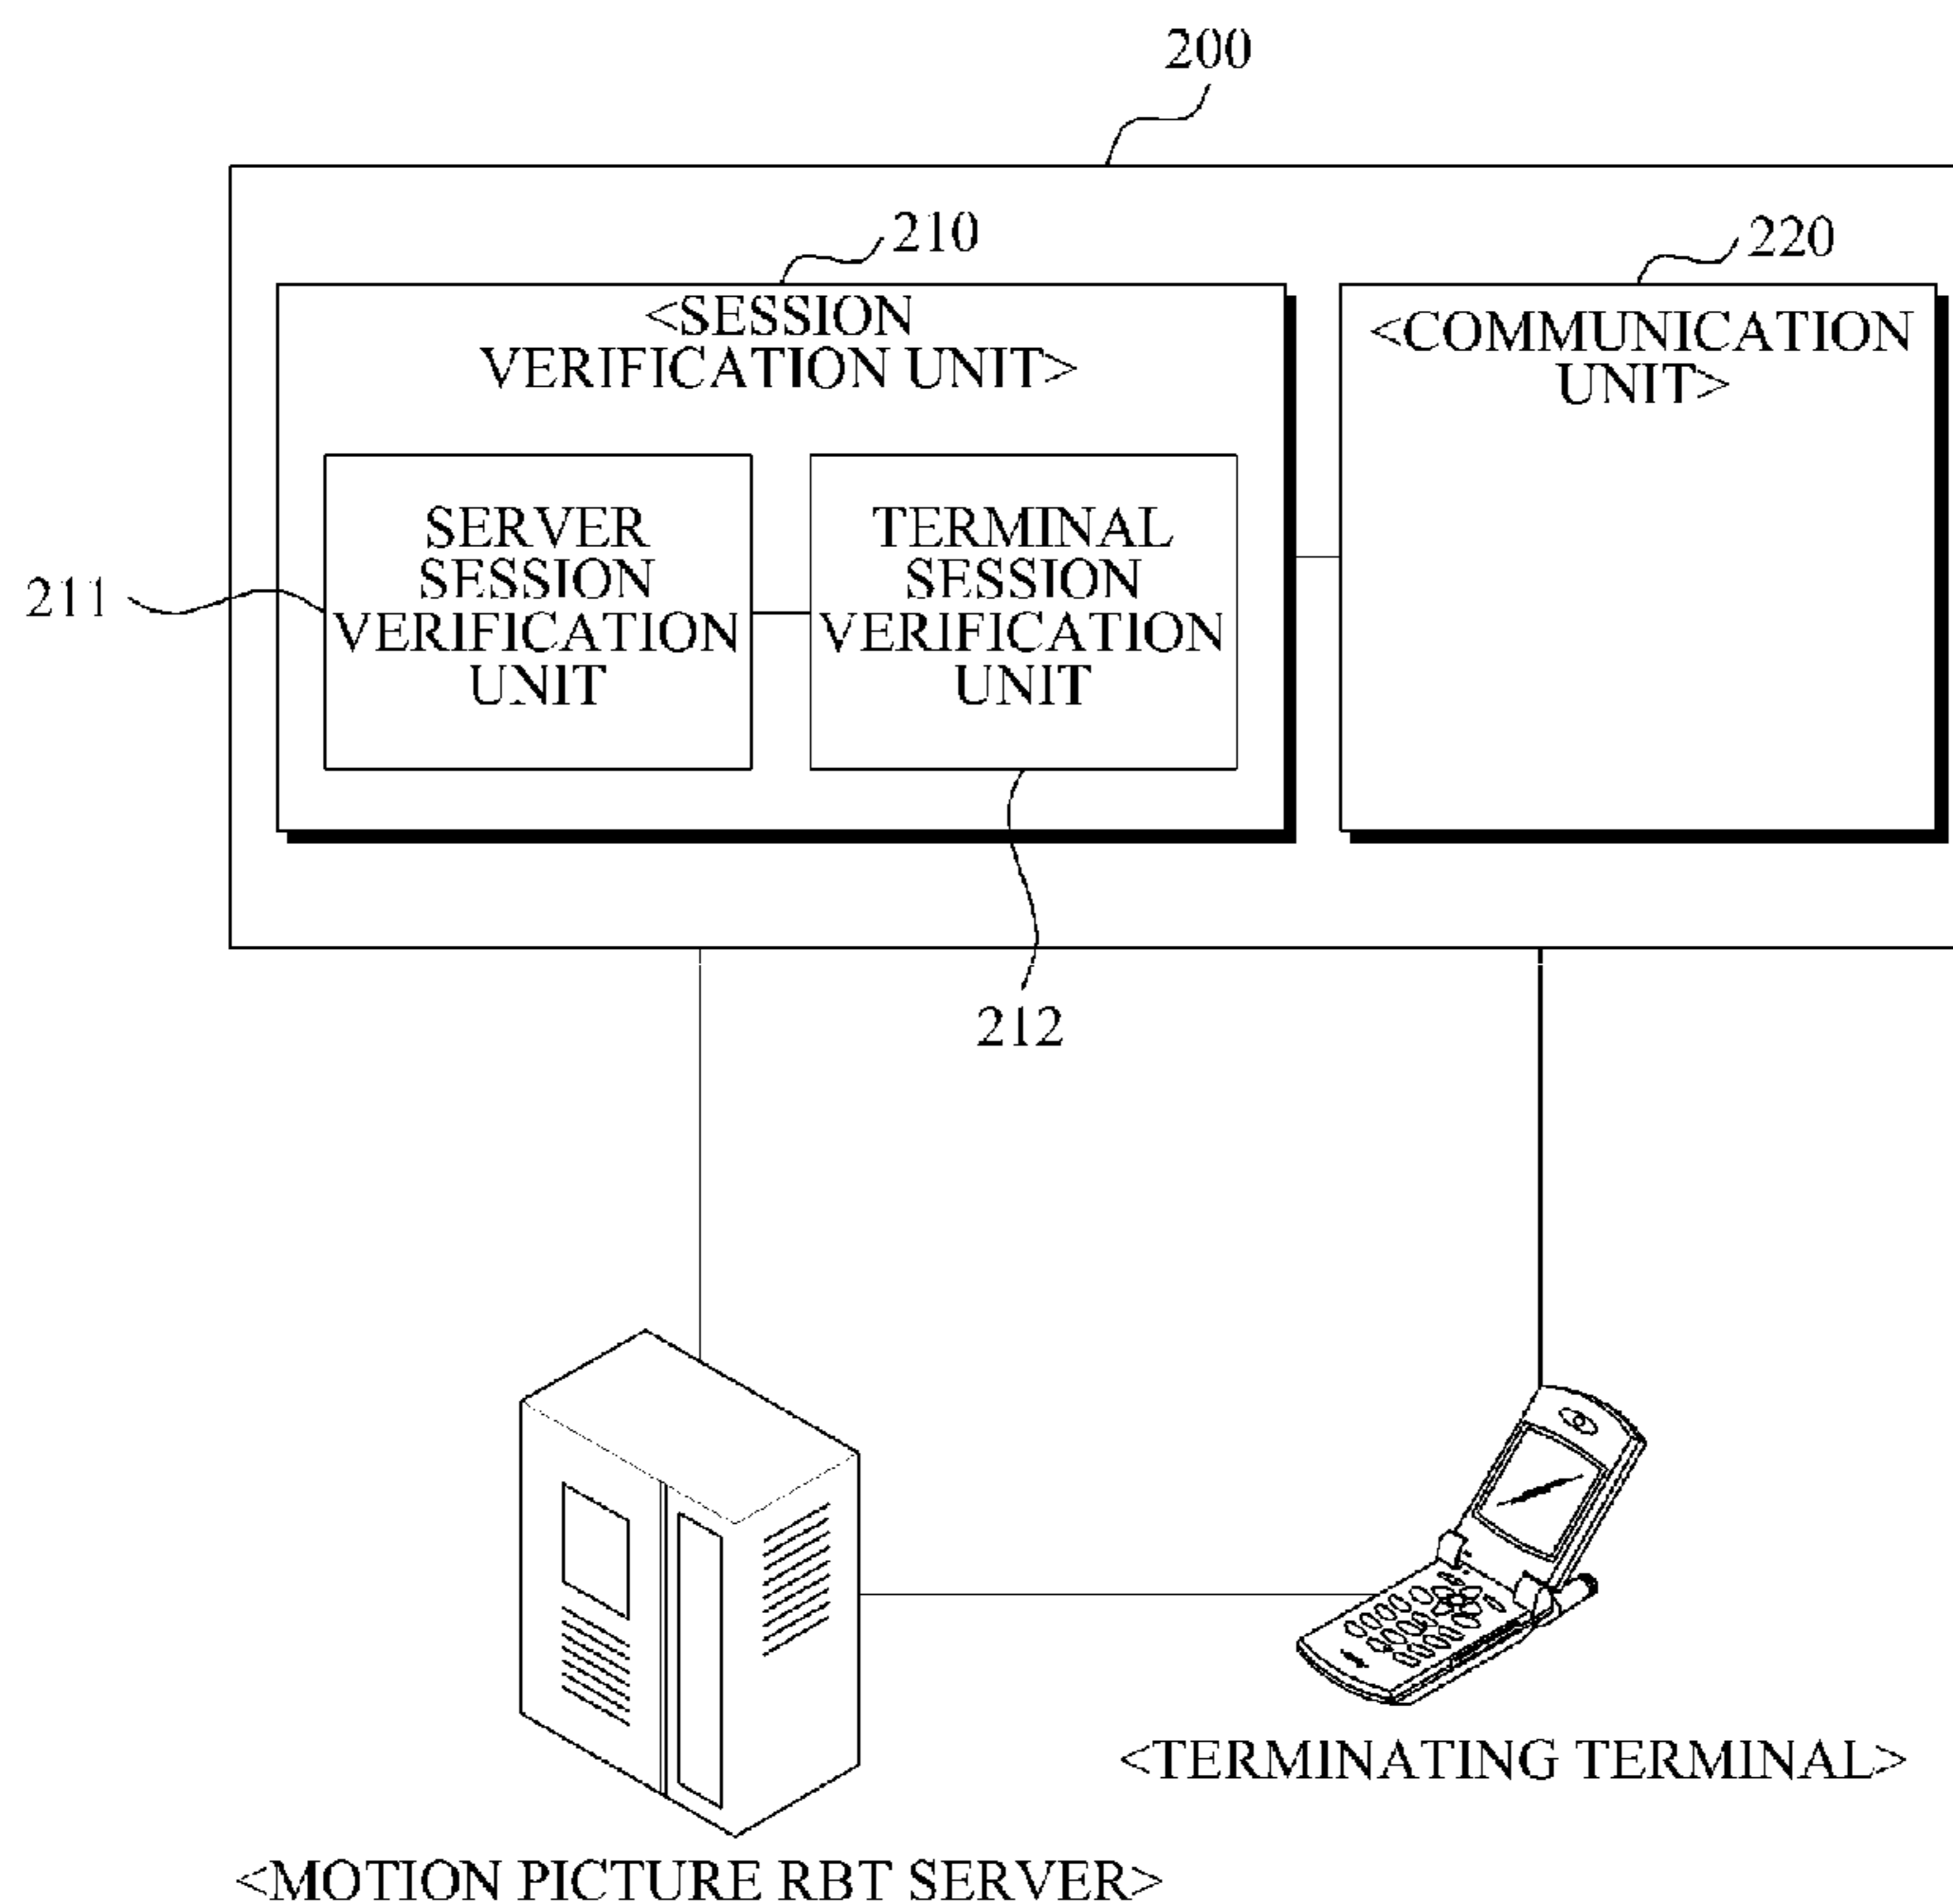 200
210
220
<SESSION
VERIFICATION UNIT>
<COMMUNICATION
UNIT>
SERVER
SESSION
VERIFICATION
UNIT
TERMINAL
SESSION
VERIFICATION
UNIT
211
212
<TERMINATING TERMINAL>
<MOTION PICTURE RBT SERVER>